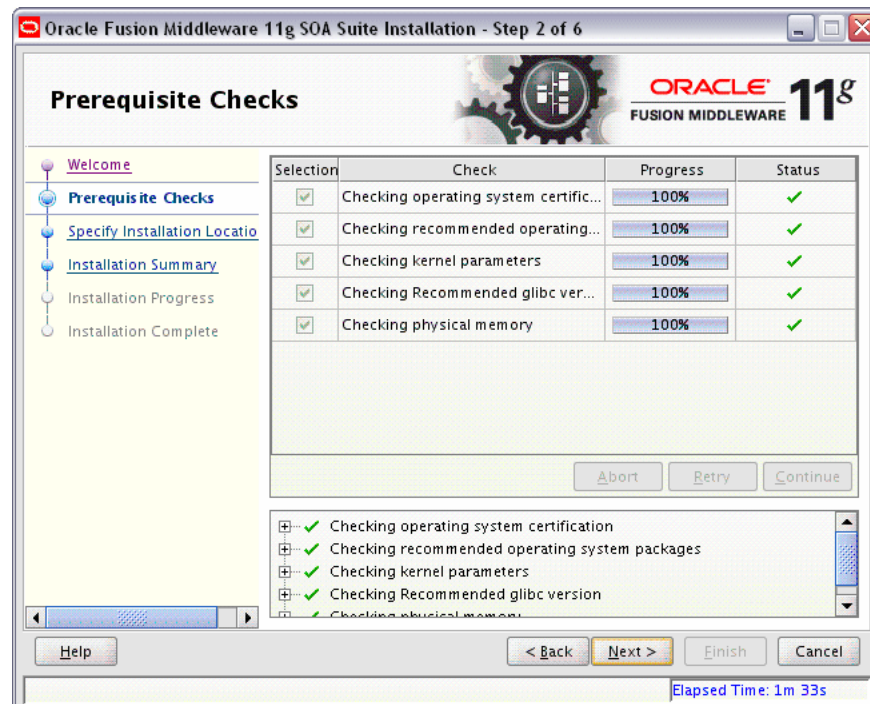 Oracle Fusion Middleware 11g SOA Suite Installation - Step 2 of 6
Prerequisite Checks
ORACLE
FUSION MIDDLEWARE
11g
Welcome
Prerequisite Checks
Specify Installation Locatio
Installation Summary
Installation Progress
Installation Complete
Selection Check Progress Status
Checking operating system certific... 100%
Checking recommended operating... 100%
Checking kernel parameters 100%
Checking Recommended glibc ver... 100%
Checking physical memory 100%
Abort Retry Continue
Checking operating system certification
Checking recommended operating system packages
Checking kernel parameters
Checking Recommended glibc version
Checking physical memory
Help < Back Next > Finish Cancel
Elapsed Time: 1m 33s